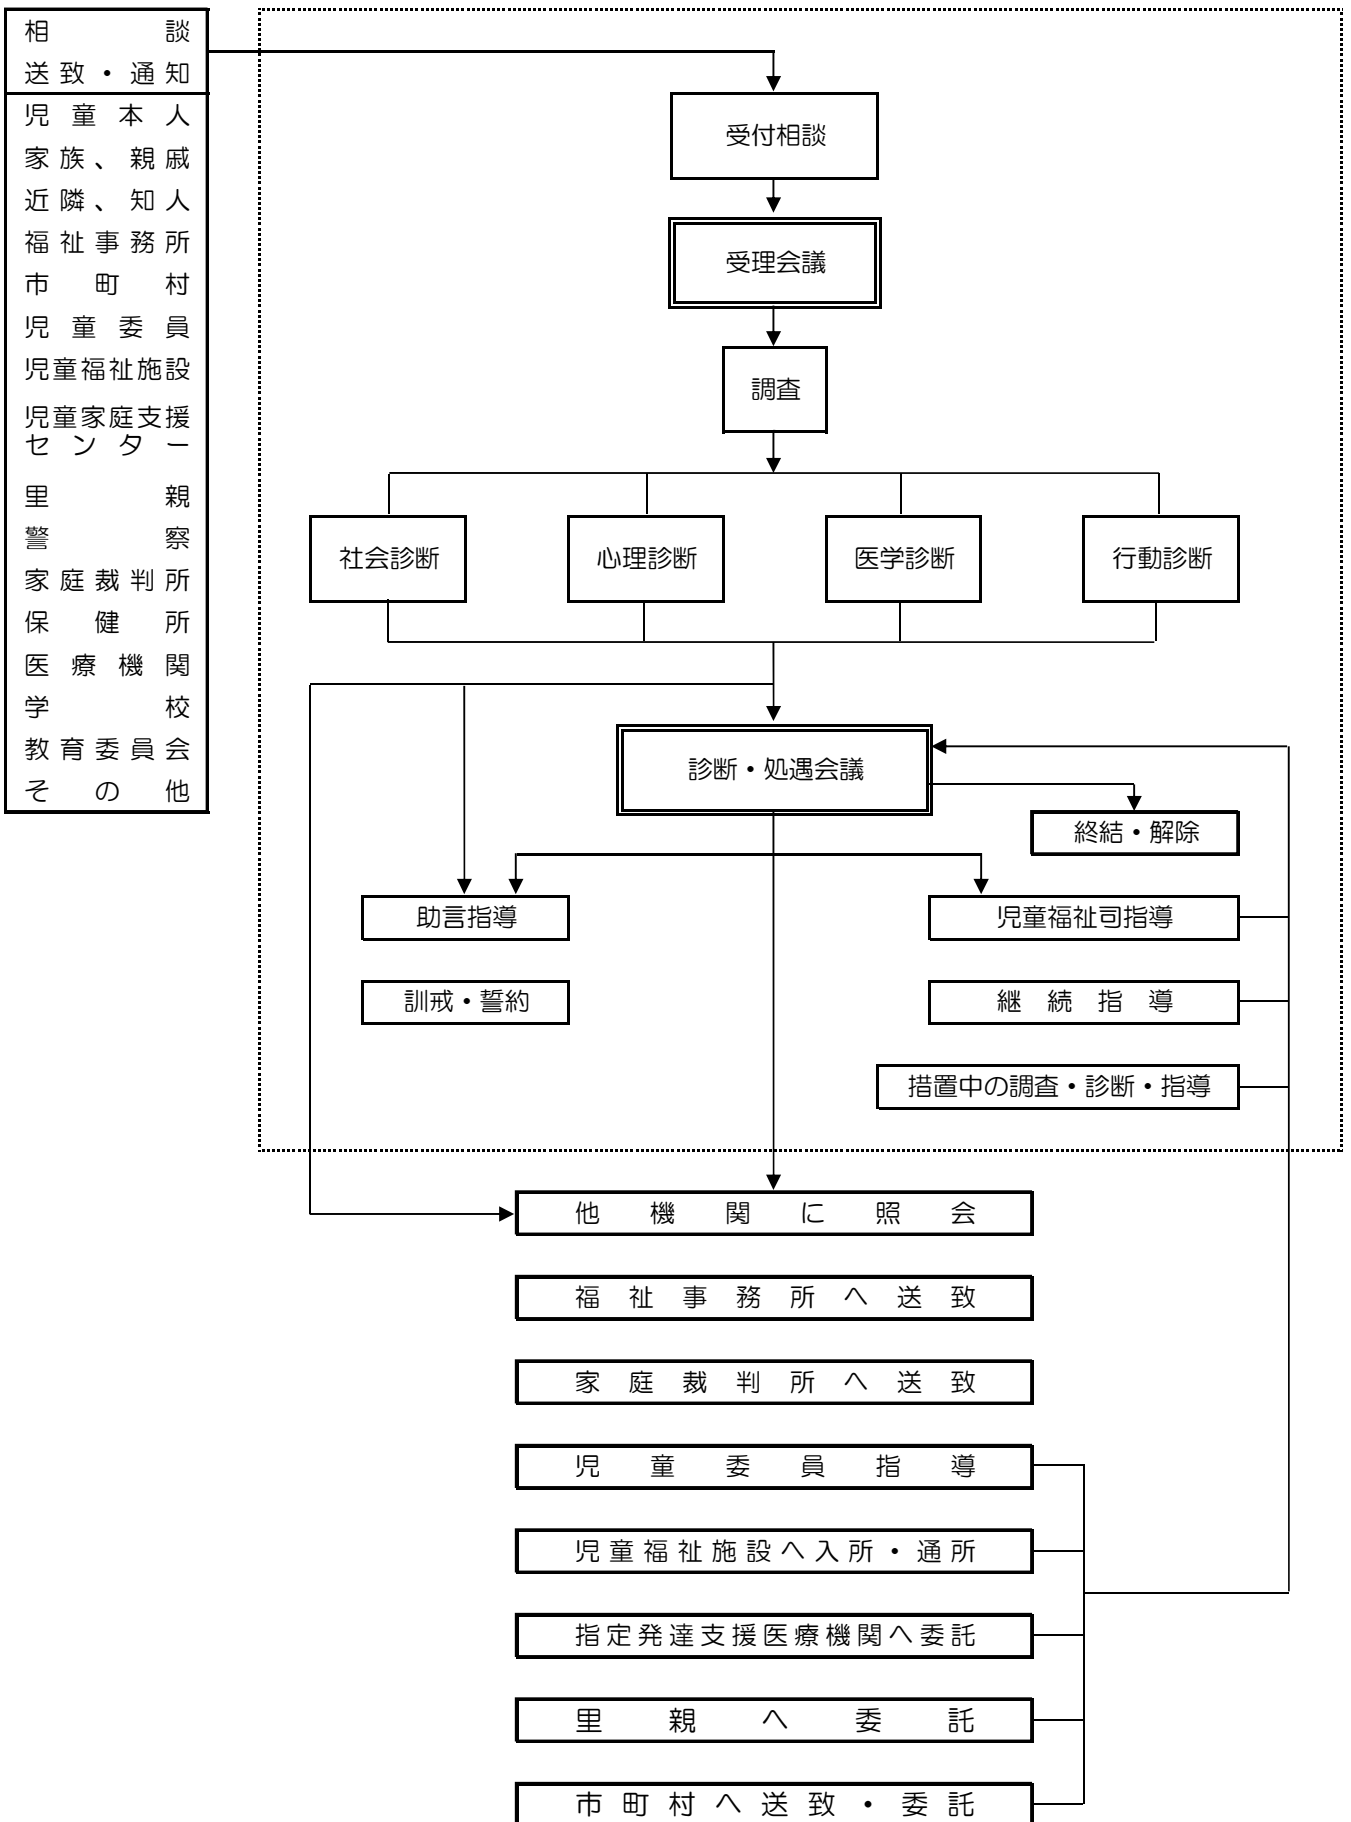 相談
送致・通知
児童本人
家族、親戚
近隣、知人
福祉事務所
市町村
児童委員
児童福祉施設
児童家庭支援
センター
里親
警察
家庭裁判所
保健所
医療機関
学校
教育委員会
その他
受付相談
受理会議
調査
社会診断
心理診断
医学診断
行動診断
診断・処遇会議
終結・解除
助言指導
児童福祉司指導
訓戒・誓約
継続指導
措置中の調査・診断・指導
他機関に照会
福祉事務所へ送致
家庭裁判所へ送致
児童委員指導
児童福祉施設へ入所・通所
指定発達支援医療機関へ委託
里親へ委託
市町村へ送致・委託